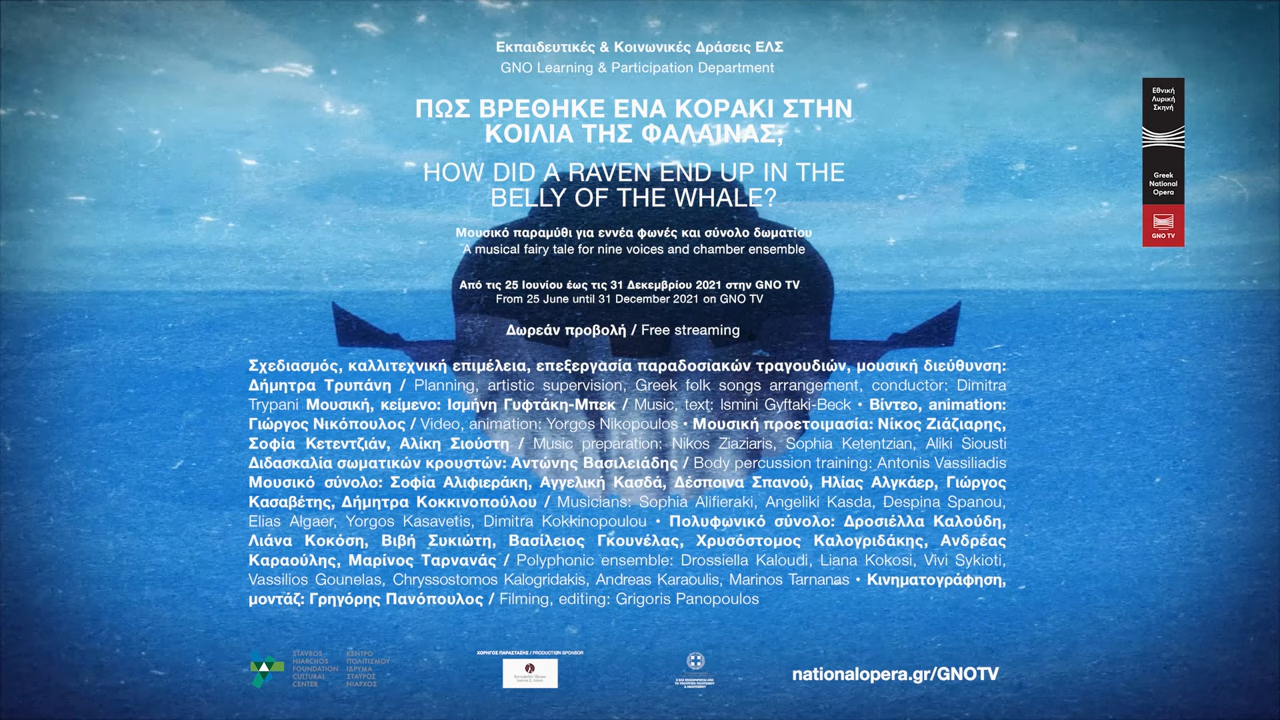 Εκπαιδευτικές & Κοινωνικές Δράσεις ΕΛΣ
GNO Learning & Participation Department
ΠΩΣ ΒΡΕΘΗΚΕ ΕΝΑ ΚΟΡΑΚΙ ΣΤΗΝ
ΚΟΙΛΙΑ ΤΗΣ ΦΑΛΑΙΝΑΣ;
HOW DID A RAVEN END UP IN THE
BELLY OF THE WHALE?
Μουσικό παραμύθι για εννέα φωνές και σύνολο δωματίου
A musical fairy tale for nine voices and chamber ensemble
Από τις 25 Ιουνίου έως τις 31 Δεκεμβρίου 2021 στην GNO TV
From 25 June until 31 December 2021 on GNO TV
Δωρεάν προβολή / Free streaming
Σχεδιασμός, καλλιτεχνική επιμέλεια, επεξεργασία παραδοσιακών τραγουδιών, μουσική διεύθυνση:
Δήμητρα Τρυπάνη / Planning, artistic supervision, Greek folk songs arrangement, conductor: Dimitra
Trypani Μουσική, κείμενο: Ισμήνη Γυφτάκη-Μπεκ / Music, text: Ismini Gyftaki-Beck • Βίντεο, animation:
Γιώργος Νικόπουλος / Video, animation: Yorgos Nikopoulos • Μουσική προετοιμασία: Νίκος Ζιάζιαρης,
Σοφία Κετεντζιάν, Αλίκη Σιούστη / Music preparation: Nikos Ziaziaris, Sophia Ketentzian, Aliki Siousti
Διδασκαλία σωματικών κρουστών: Αντώνης Βασιλειάδης / Body percussion training: Antonis Vassiliadis
Μουσικό σύνολο: Σοφία Αλιφιεράκη, Αγγελική Κασδά, Δέσποινα Σπανού, Ηλίας Αλγκάερ, Γιώργος
Κασαβέτης, Δήμητρα Κοκκινοπούλου / Musicians: Sophia Alifieraki, Angeliki Kasda, Despina Spanou,
Elias Algaer, Yorgos Kasavetis, Dimitra Kokkinopoulou • Πολυφωνικό σύνολο: Δροσιέλλα Καλούδη,
Λιάνα Κοκόση, Βιβή Συκιώτη, Βασίλειος Γκουνέλας, Χρυσόστομος Καλογριδάκης, Ανδρέας
Καραούλης, Μαρίνος Ταρνανάς / Polyphonic ensemble: Drossiella Kaloudi, Liana Kokosi, Vivi Sykioti,
Vassilios Gounelas, Chryssostomos Kalogridakis, Andreas Karaoulis, Marinos Tarnanas • Κινηματογράφηση,
μοντάζ: Γρηγόρης Πανόπουλος / Filming, editing: Grigoris Panopoulos
Εθνική
Λυρική
Σκηνή
Greek
National
Opera
GNO TV
STAVROS
NIARCHOS
FOUNDATION
CULTURAL
CENTER
ΚΕΝΤΡΟ
ΠΟΛΙΤΙΣΜΟΥ
ΙΔΡΥΜΑ
ΣΤΑΥΡΟΣ
ΝΙΑΡΧΟΣ
ΧΟΡΗΓΟΣ ΠΑΡΑΣΤΑΣΗΣ / PRODUCTION SPONSOR
nationalopera.gr/GNOTV